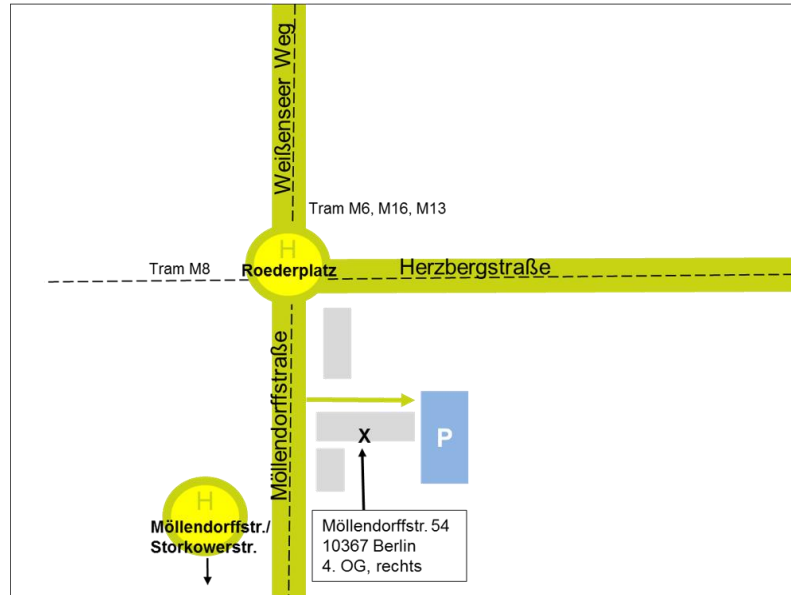 Weißenseer Weg
Tram M6, M16, M13
H
Roederplatz
Tram M8
Herzbergstraße
Möllendorffstraße
P
X
H
Möllendorffstr./
Storkowerstr.
Möllendorffstr. 54
10367 Berlin
4. OG, rechts